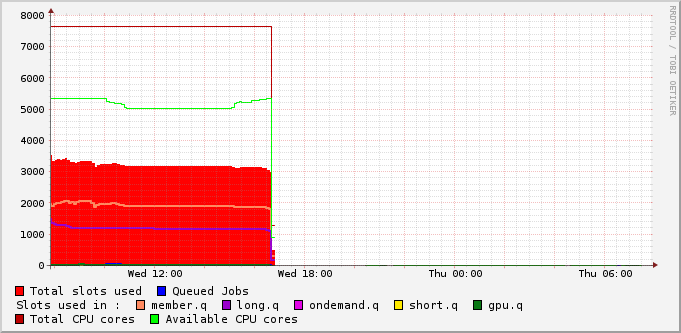 8000
7000
6000
5000
4000
3000
2000
1000
0
Wed 12:00 Wed 18:00 Thu 00:00 Thu 06:00
RRDTOOL / TOBI OETIKER
Total slots used Queued Jobs
Slots used in : member.q long.q ondemand.q short.q gpu.q
Total CPU cores Available CPU cores